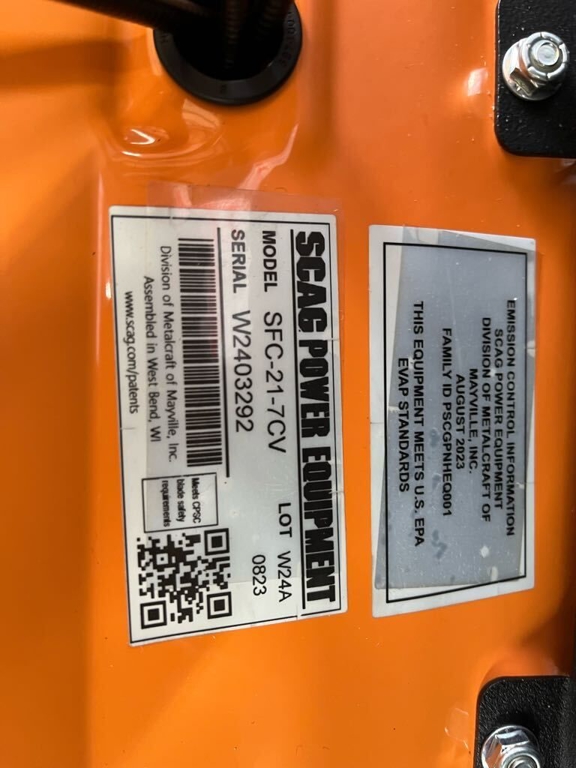 SCAG POWER EQUIPMENT
MODEL SFC-21-7CV LOT W24A
SERIAL W2403292 0823
Division of Metalcraft of Mayville, Inc.
Assembled in West Bend, WI
www.scag.com/patents
Meets CPSC
blade safety
requirements
EMISSION CONTROL INFORMATION
SCAG POWER EQUIPMENT
DIVISION OF METALCRAFT OF
MAYVILLE, INC.
AUGUST 2023
FAMILY ID PSCGPNHEQ001
THIS EQUIPMENT MEETS U.S. EPA
EVAP STANDARDS